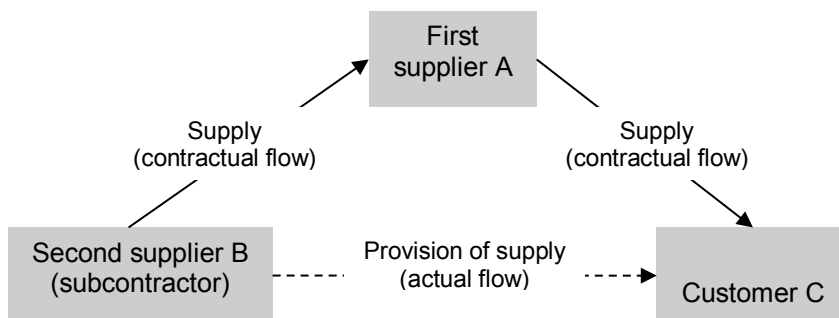 First
supplier A
Supply
(contractual flow)
Supply
(contractual flow)
Second supplier B
(subcontractor)
Provision of supply
(actual flow)
Customer C